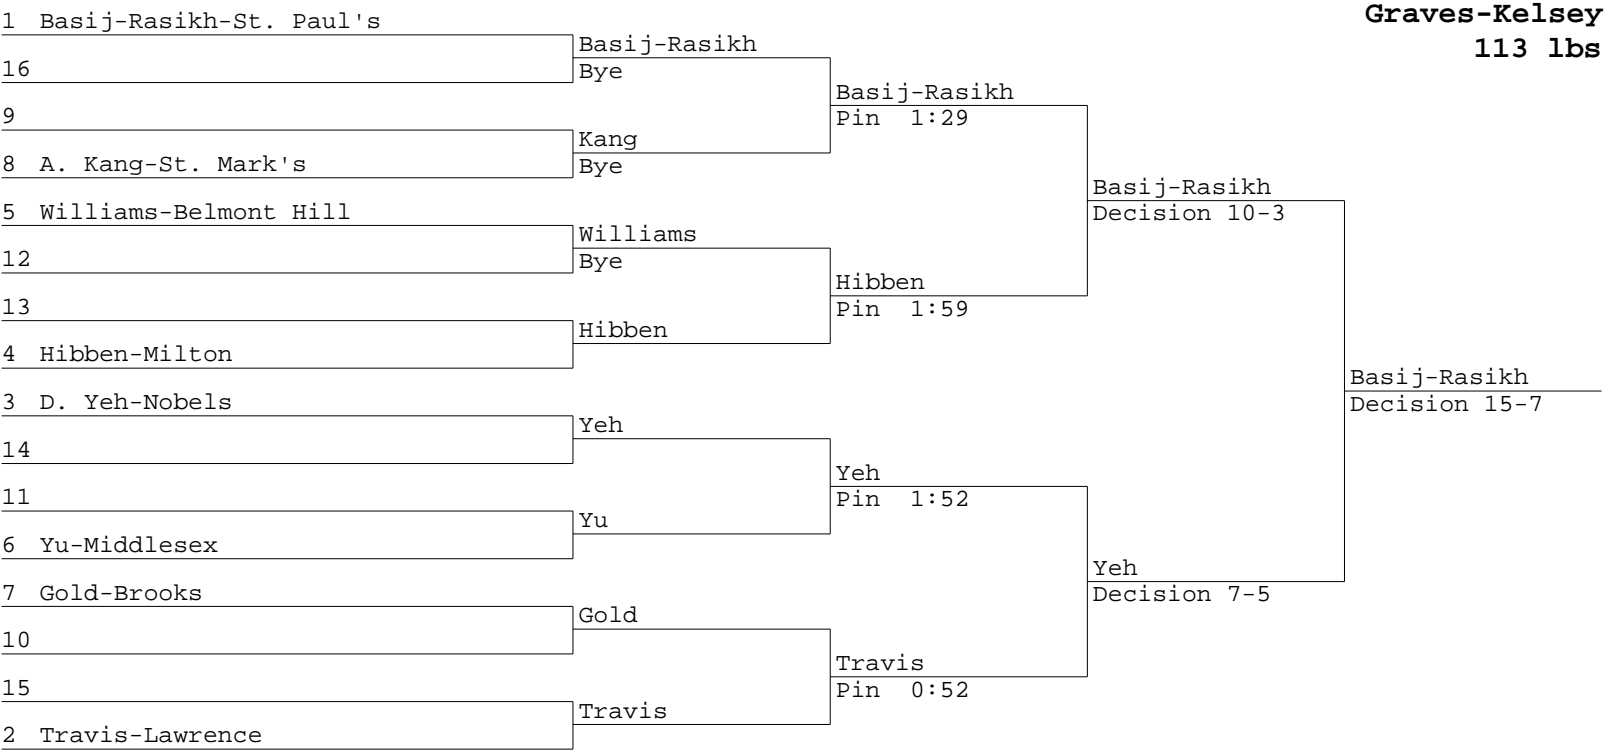 Graves-Kelsey
113 lbs
1 Basij-Rasikh-St. Paul's
16
9
8 A. Kang-St. Mark's
5 Williams-Belmont Hill
12
13
4 Hibben-Milton
3 D. Yeh-Nobels
14
11
6 Yu-Middlesex
7 Gold-Brooks
10
15
2 Travis-Lawrence
Basij-Rasikh
Bye
Kang
Bye
Williams
Bye
Hibben
Yeh
Yu
Gold
Travis
Basij-Rasikh
Pin 1:29
Hibben
Pin 1:59
Yeh
Pin 1:52
Travis
Pin 0:52
Basij-Rasikh
Decision 10-3
Yeh
Decision 7-5
Basij-Rasikh
Decision 15-7